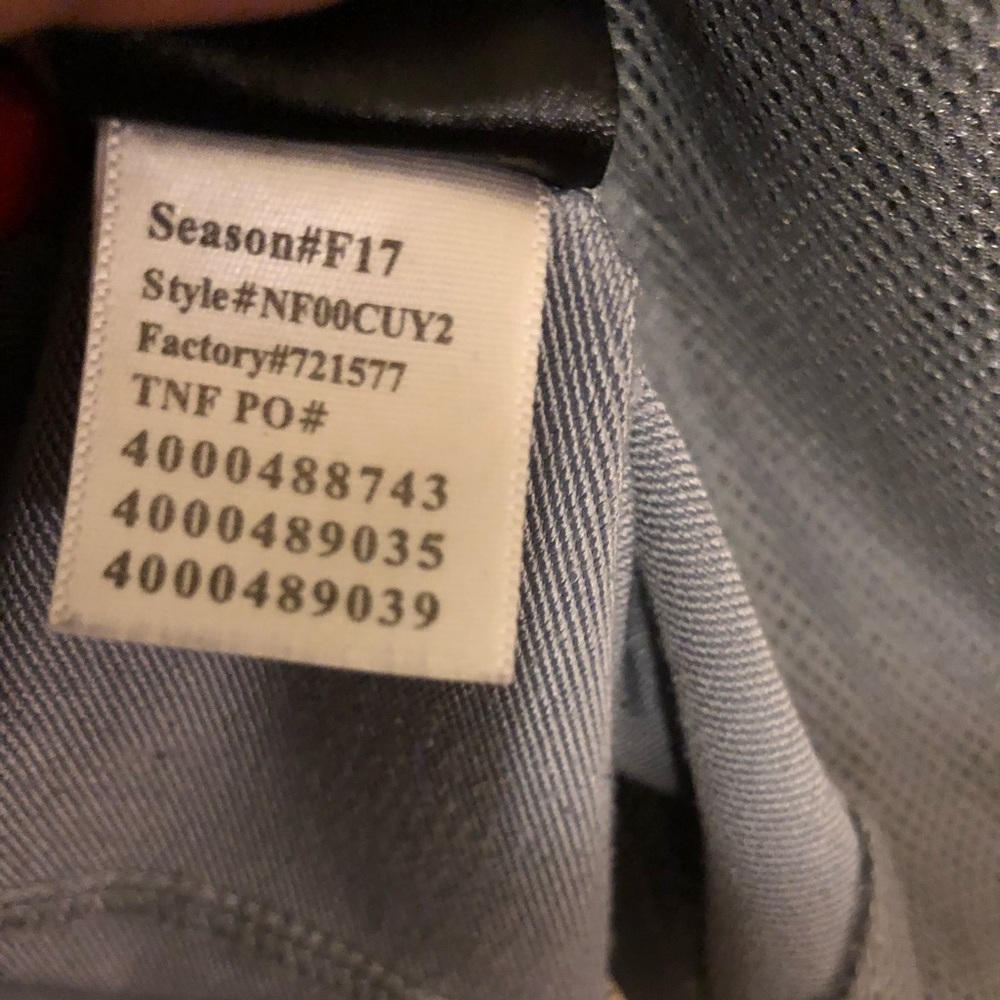 Season#F17
Style#NF00CUY2
Factory#721577
TNF PO#
4000488743
4000489035
4000489039